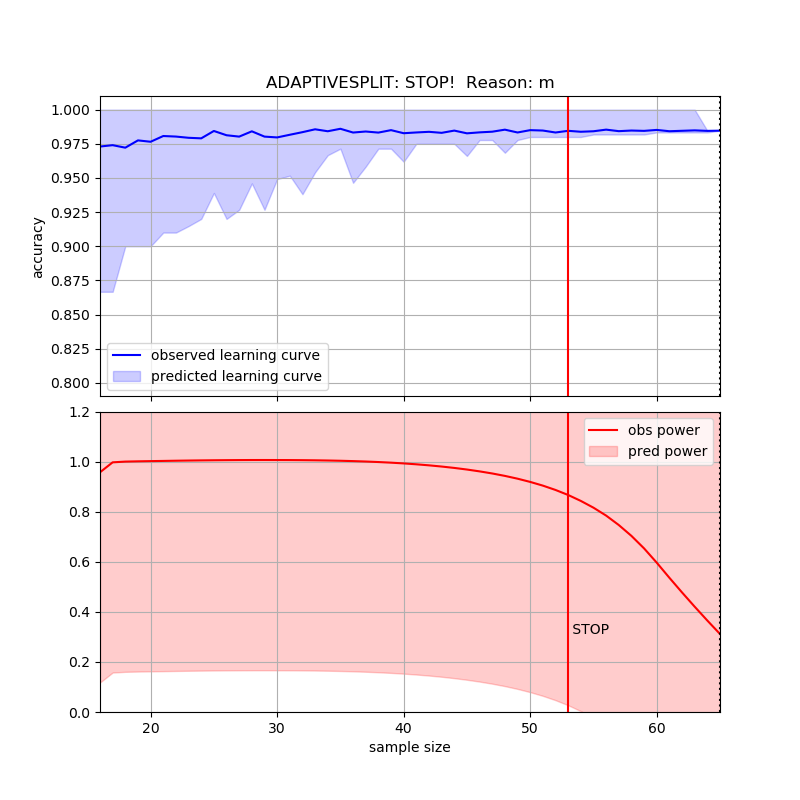 ADAPTIVESPLIT: STOP!  Reason: m
1.000
0.975
0.950
0.925
0.900
0.875
0.850
0.825
0.800
accuracy
observed learning curve
predicted learning curve
1.2
1.0
0.8
0.6
0.4
0.2
0.0
obs power
pred power
STOP
20 30 40 50 60
sample size